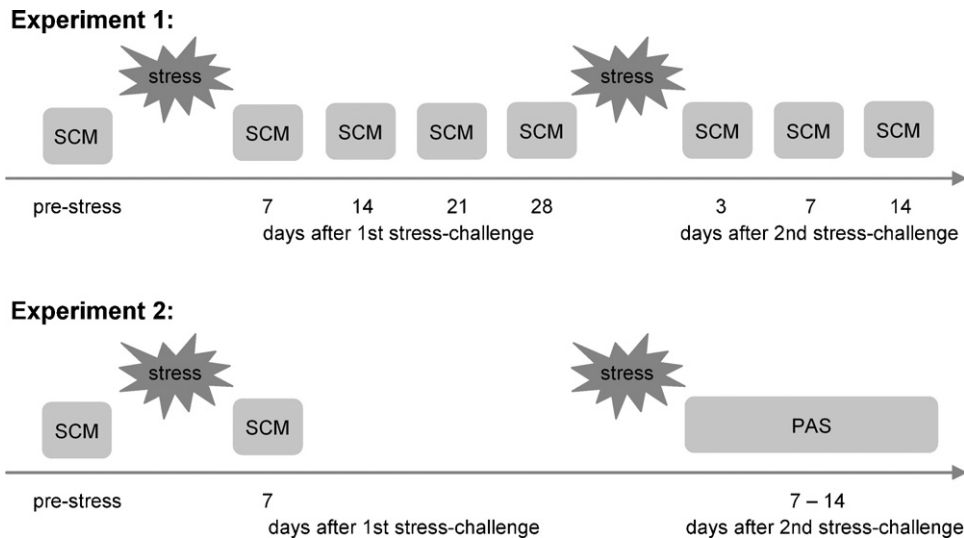 Experiment 1:
stress stress
SCM SCM SCM SCM SCM SCM SCM SCM
pre-stress 7 14 21 28 3 7 14
days after 1st stress-challenge days after 2nd stress-challenge
Experiment 2:
stress stress
SCM SCM PAS
pre-stress 7 7 – 14
days after 1st stress-challenge days after 2nd stress-challenge